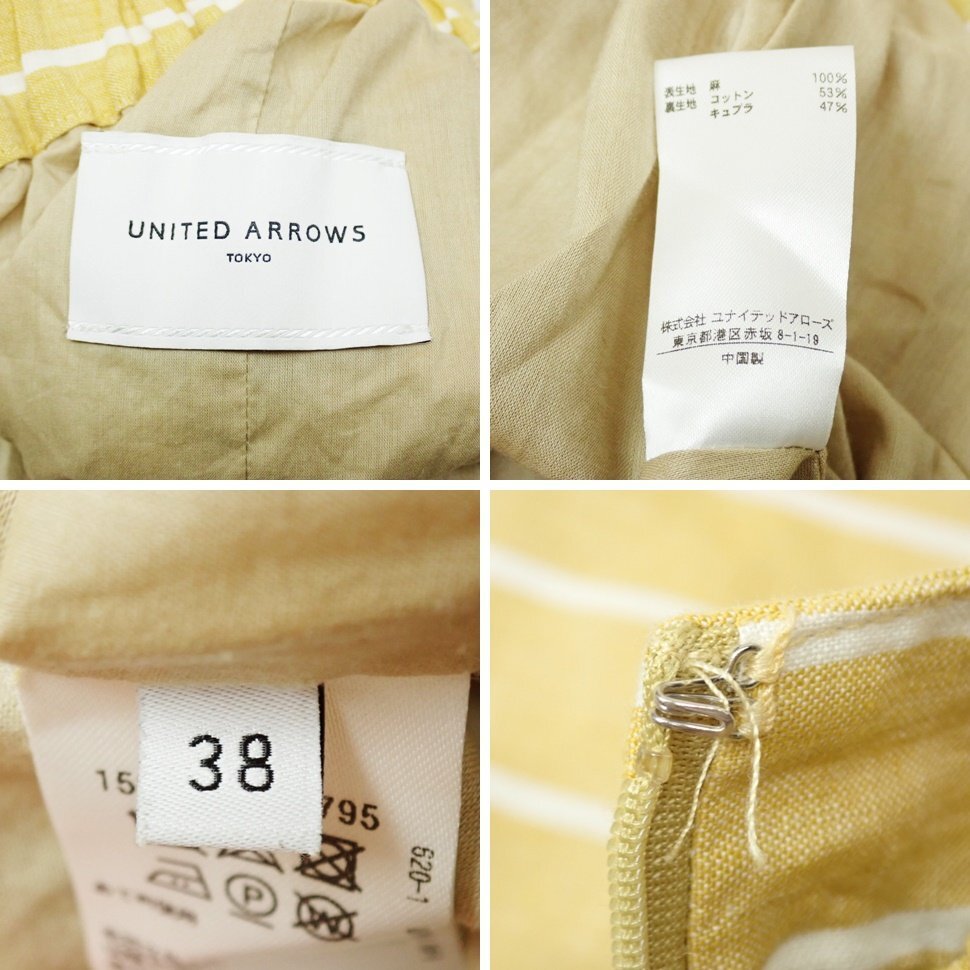 UNITED ARROWS
TOKYO
表生地 麻 100%
裏生地 コットン 53%
キュプラ 47%
株式会社 ユナイテッドアローズ
東京都港区赤坂 8-1-19
中国製
38
15 795
620-1